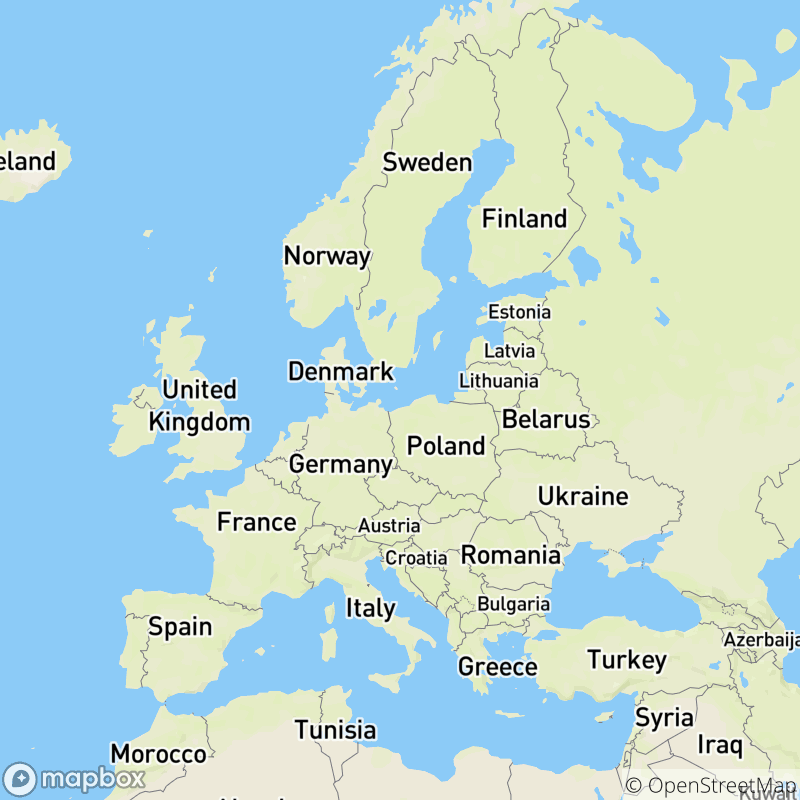 Sweden
eland
Finland
Norway
Estonia
Latvia
Denmark
Lithuania
United
Kingdom
Belarus
Poland
Germany
Ukraine
France
Austria
Romania
Croatia
Bulgaria
Italy
Spain
Azerbaija
Greece
Turkey
Syria
Tunisia
Iraq
Morocco
mapbox
© OpenStreetMap
Kuwait